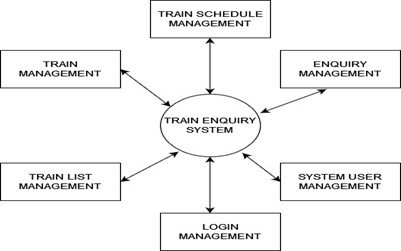 TRAIN SCHEDULE
MANAGEMENT
TRAIN
MANAGEMENT
ENQUIRY
MANAGEMENT
TRAIN ENQUIRY
SYSTEM
TRAIN LIST
MANAGEMENT
SYSTEM USER
MANAGEMENT
LOGIN
MANAGEMENT